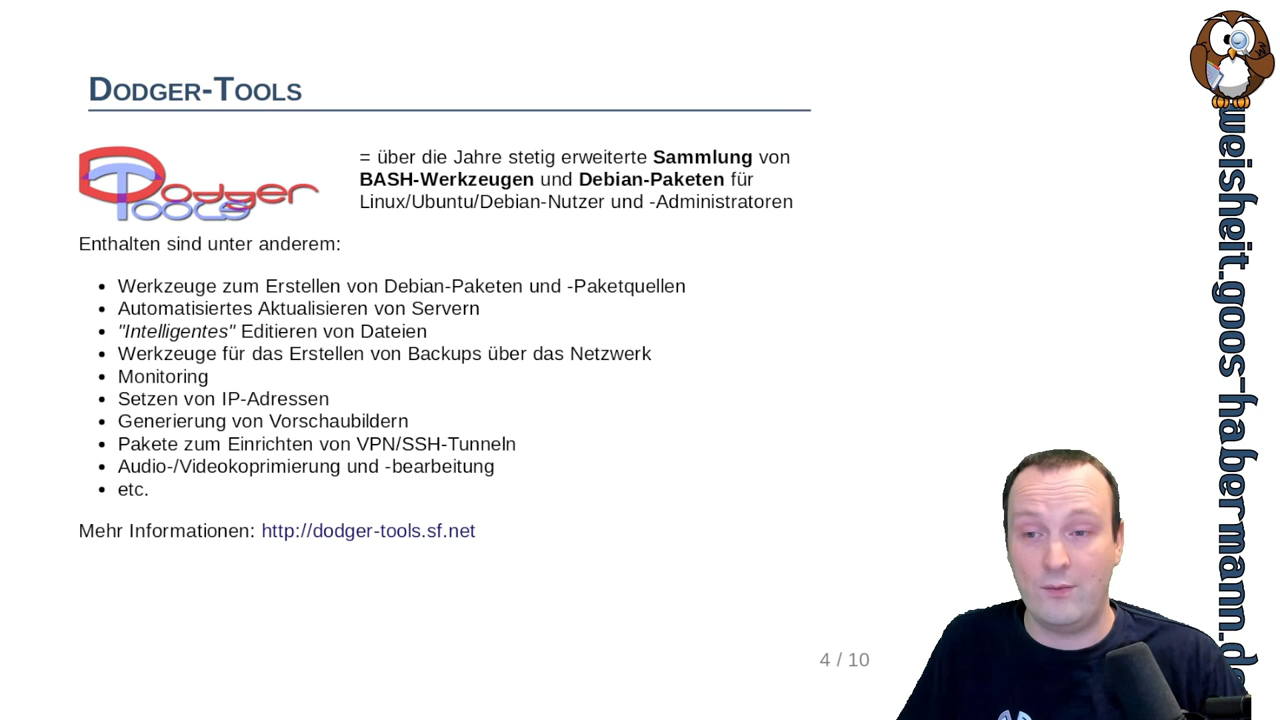 Dodger-Tools
Dodger
Tools
= über die Jahre stetig erweiterte Sammlung von
BASH-Werkzeugen und Debian-Paketen für
Linux/Ubuntu/Debian-Nutzer und -Administratoren
Enthalten sind unter anderem:
• Werkzeuge zum Erstellen von Debian-Paketen und -Paketquellen
• Automatisiertes Aktualisieren von Servern
• "Intelligentes" Editieren von Dateien
• Werkzeuge für das Erstellen von Backups über das Netzwerk
• Monitoring
• Setzen von IP-Adressen
• Generierung von Vorschaubildern
• Pakete zum Einrichten von VPN/SSH-Tunneln
• Audio-/Videokoprimierung und -bearbeitung
• etc.
Mehr Informationen: http://dodger-tools.sf.net
4 / 10
weisheit.goos-habermann.de